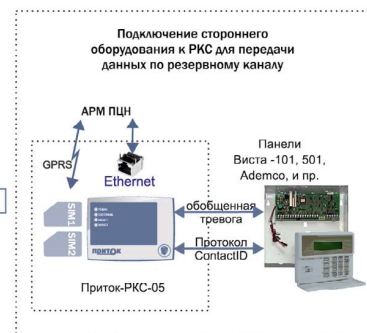 Подключение стороннего
оборудования к РКС для передачи
данных по резервному каналу
АРМ ПЦН
GPRS
Ethernet
Панели
Виста -101, 501,
Ademco, и пр.
SIM1
SIM2
обобщенная
тревога
Протокол
ContactID
ПРИТОК
Приток-РКС-05